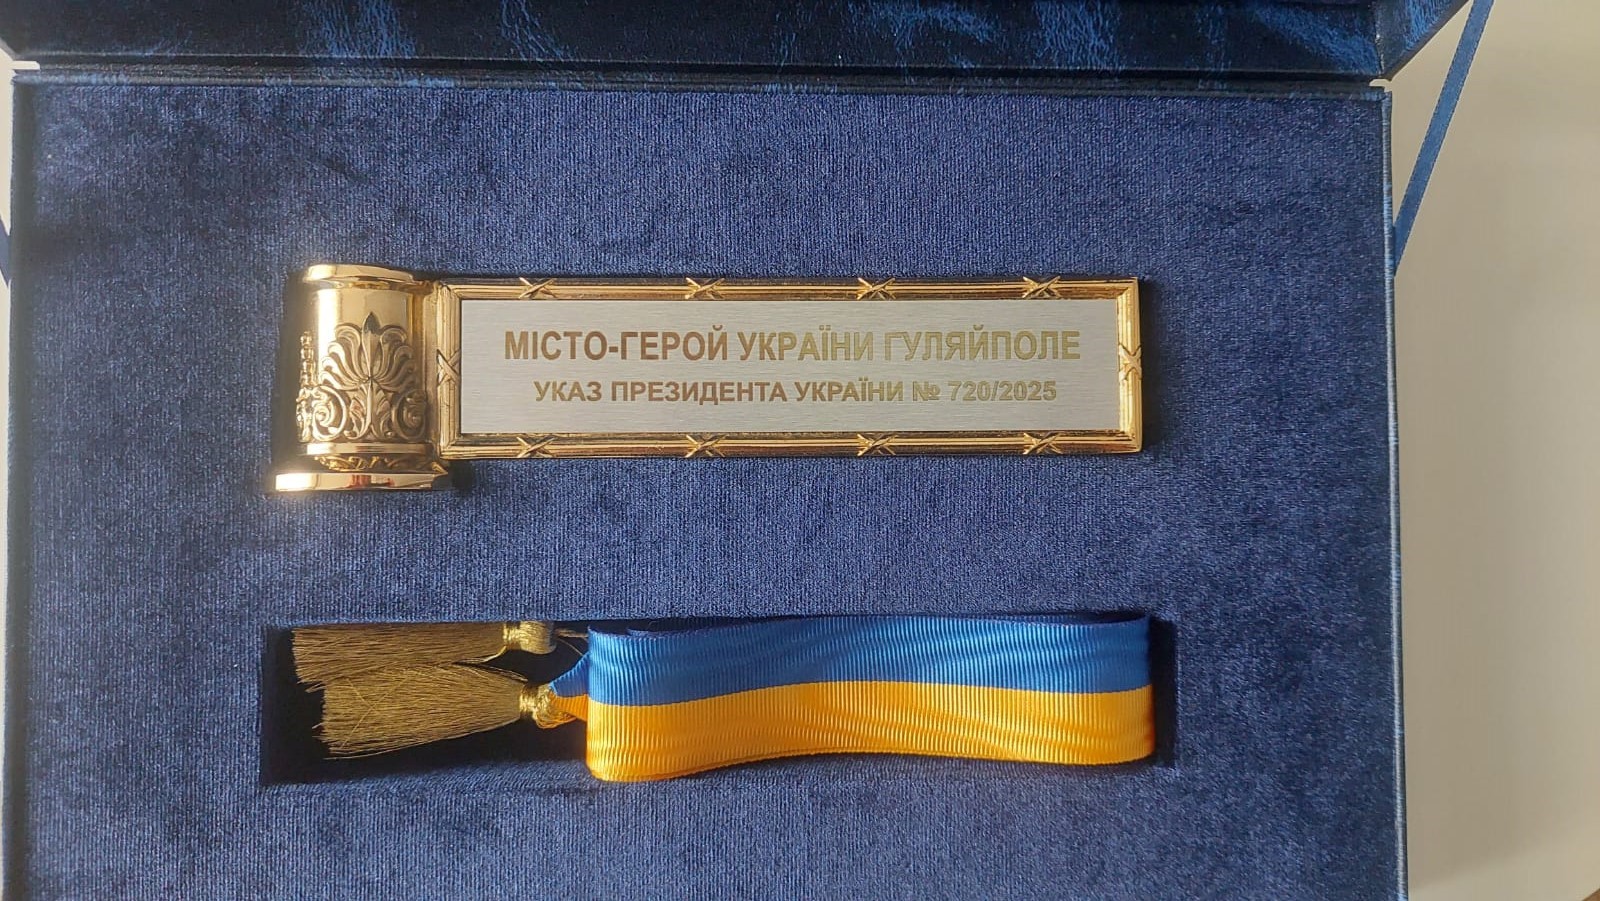 МІСТО-ГЕРОЙ УКРАЇНИ ГУЛЯЙПОЛЕ
УКАЗ ПРЕЗИДЕНТА УКРАЇНИ № 720/2025